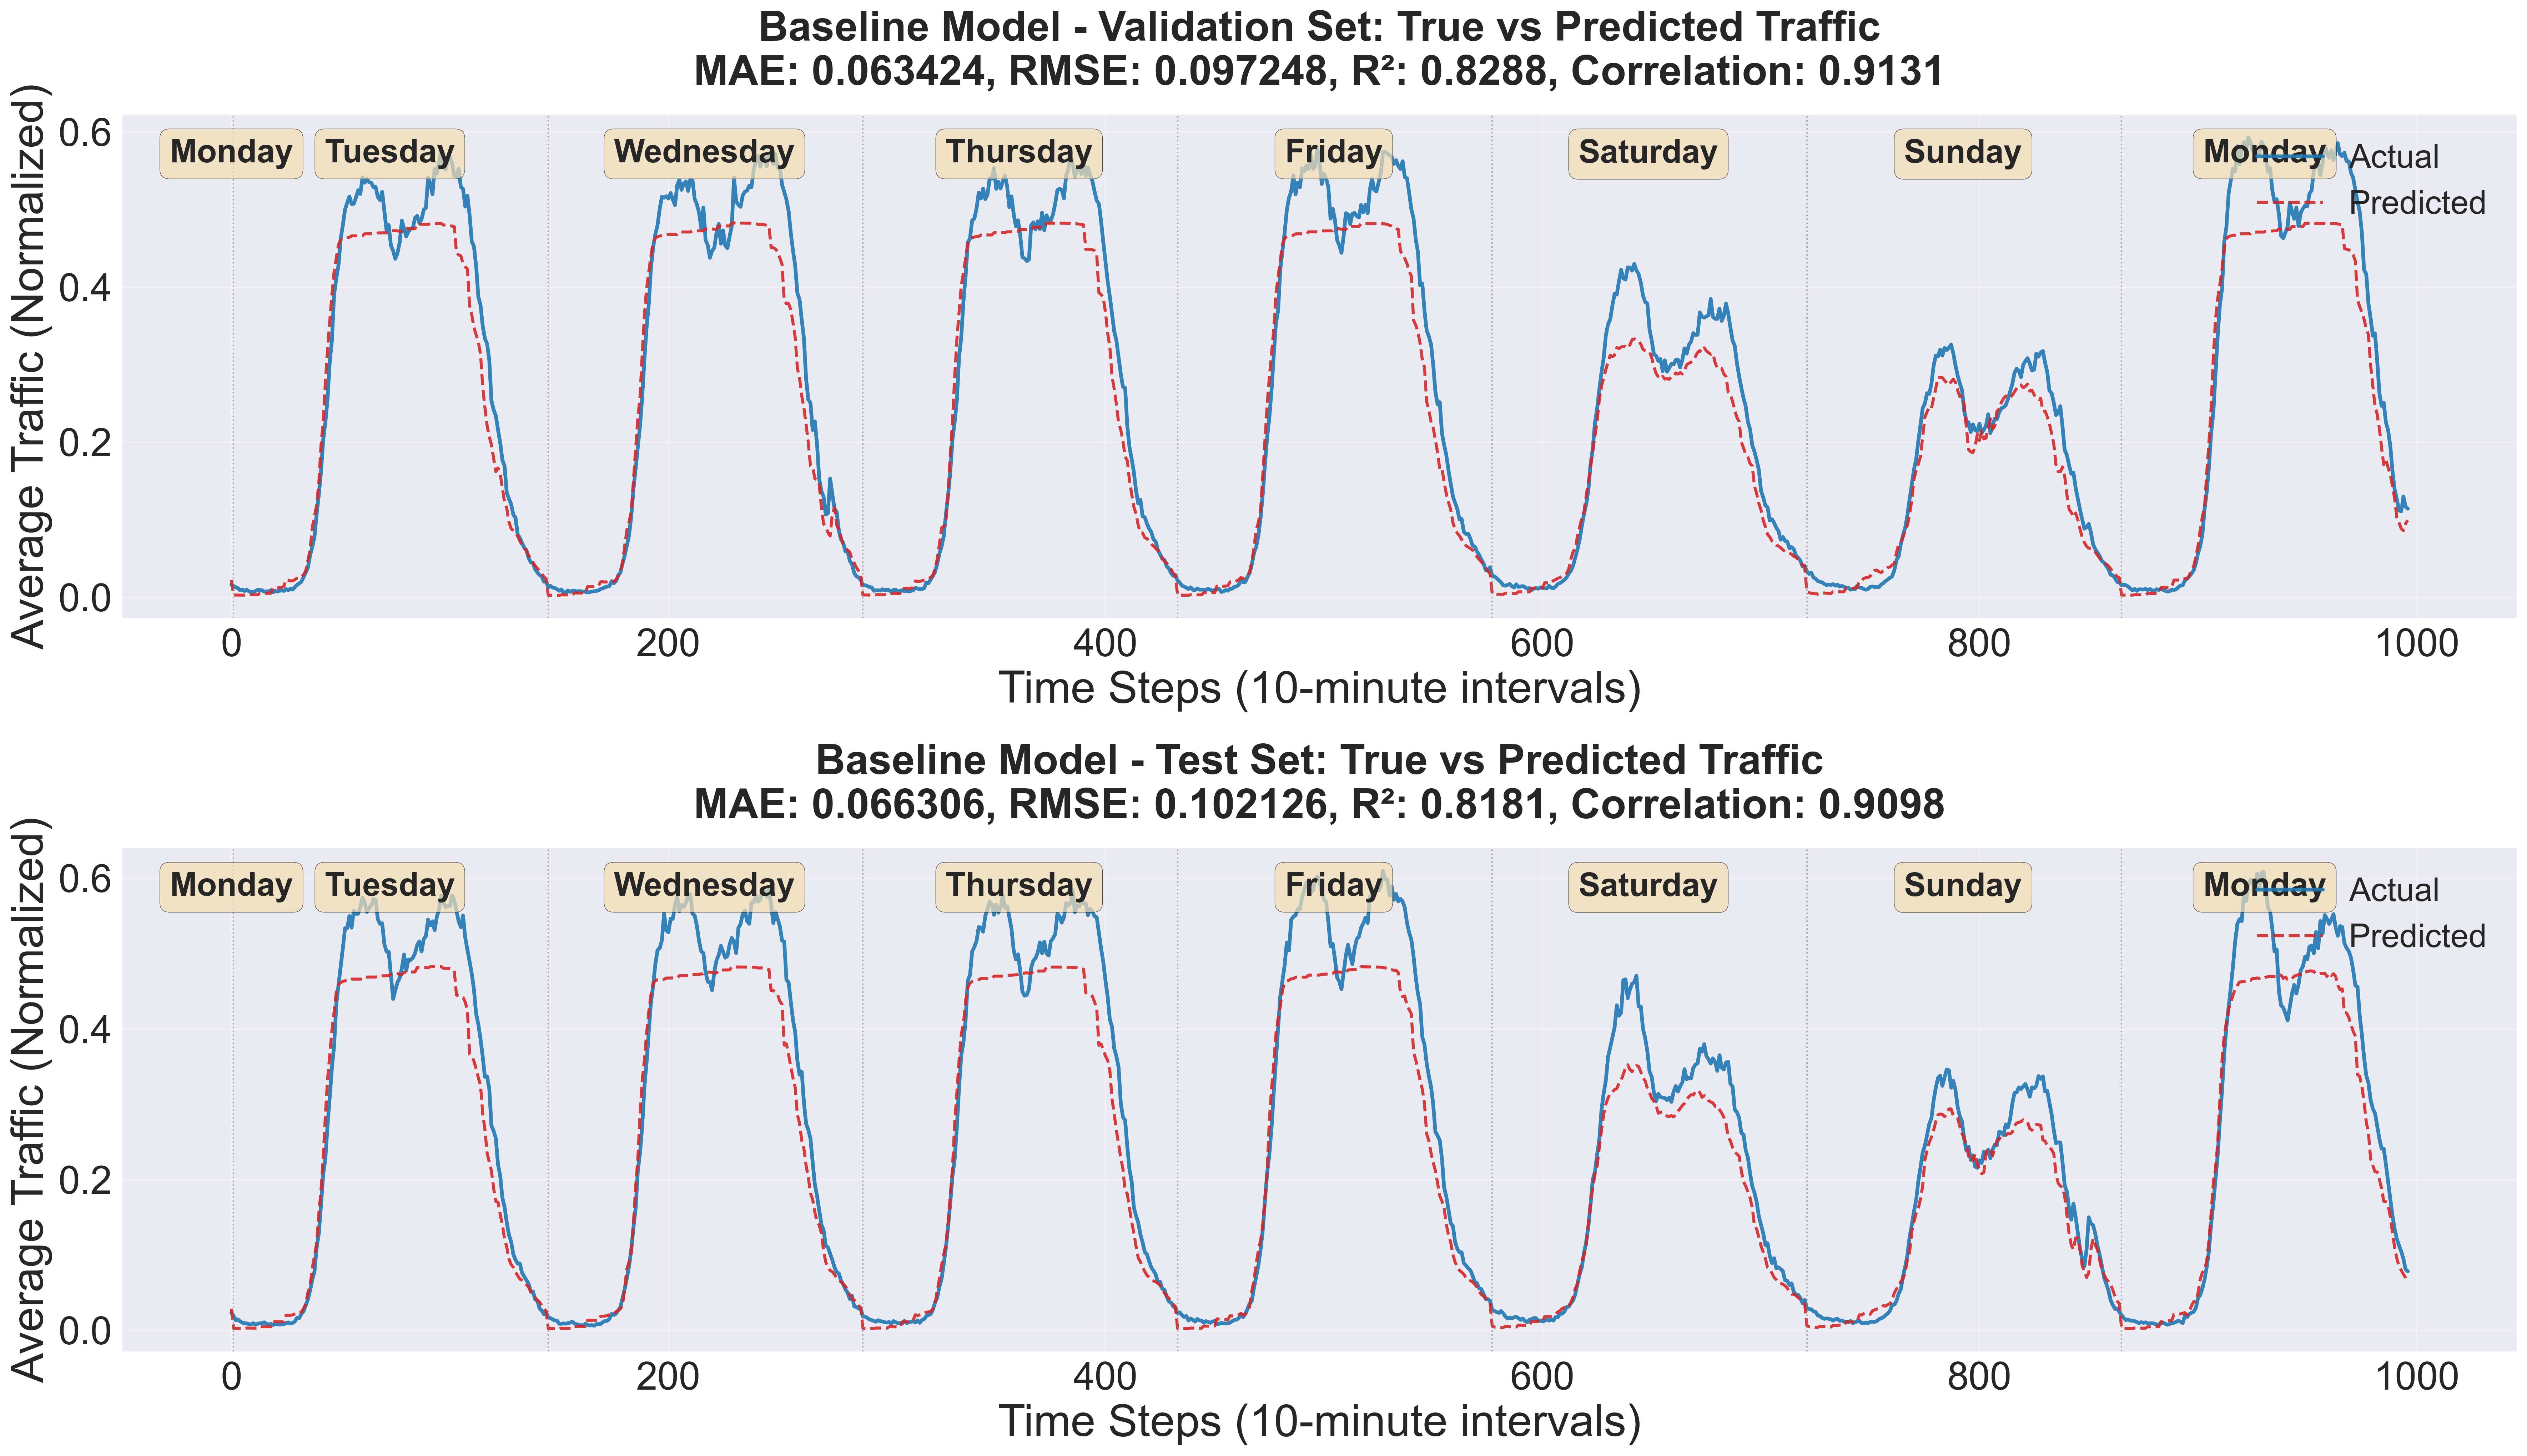 Baseline Model - Validation Set: True vs Predicted Traffic
MAE: 0.063424, RMSE: 0.097248, R²: 0.8288, Correlation: 0.9131
Average Traffic (Normalized)
0.6
0.4
0.2
0.0
Monday
Tuesday
Wednesday
Thursday
Friday
Saturday
Sunday
Monday
Actual
Predicted
0
200
400
600
800
1000
Time Steps (10-minute intervals)
Baseline Model - Test Set: True vs Predicted Traffic
MAE: 0.066306, RMSE: 0.102126, R²: 0.8181, Correlation: 0.9098
Average Traffic (Normalized)
0.6
0.4
0.2
0.0
Monday
Tuesday
Wednesday
Thursday
Friday
Saturday
Sunday
Monday
Actual
Predicted
0
200
400
600
800
1000
Time Steps (10-minute intervals)